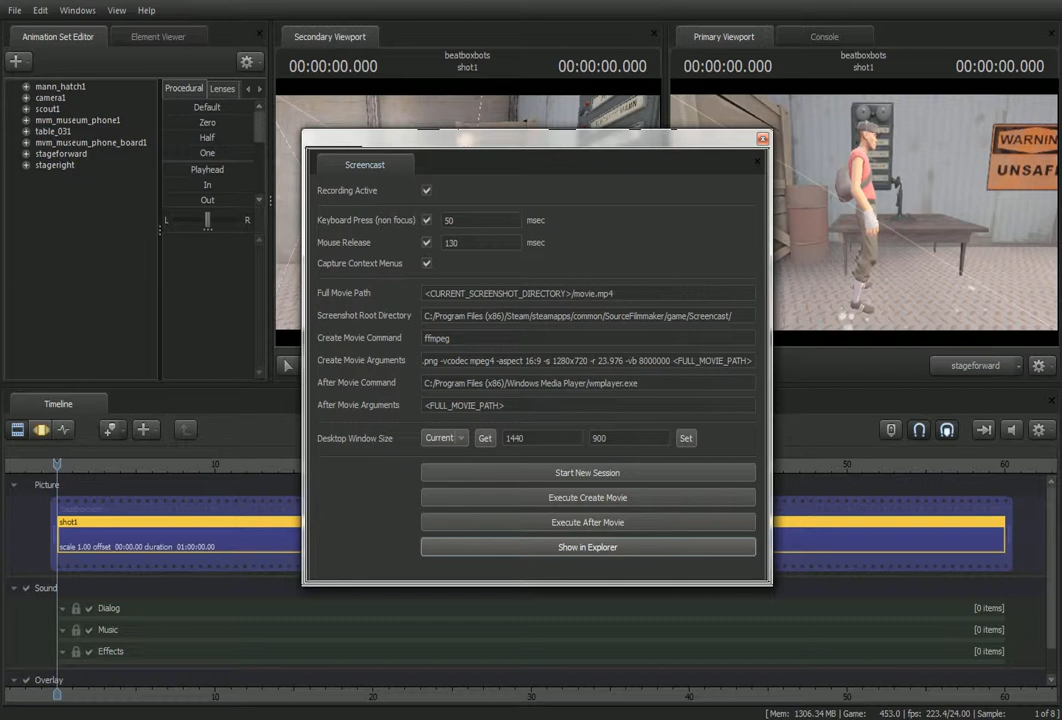 File Edit Windows View Help
Animation Set Editor Element Viewer
Secondary Viewport
Primary Viewport Console
beatboxbots
shot1
00:00:00.000 00:00:00.000
beatboxbots
shot1
00:00:00.000 00:00:00.000
mann_hatch1
camera1
scout1
mvm_museum_phone1
table_031
mvm_museum_phone_board1
stageforward
stageright
Procedural Lenses
Default
Zero
Half
One
Playhead
In
Out
L R
WARNING
UNSAF
stageforward
Screencast
Recording Active
Keyboard Press (non focus) 50 msec
Mouse Release 130 msec
Capture Context Menus
Full Movie Path <CURRENT_SCREENSHOT_DIRECTORY>/movie.mp4
Screenshot Root Directory C:/Program Files (x86)/Steam/steamapps/common/SourceFilmmaker/game/Screencast/
Create Movie Command ffmpeg
Create Movie Arguments .png -vcodec mpeg4 -aspect 16:9 -s 1280x720 -r 23.976 -vb 8000000 <FULL_MOVIE_PATH>
After Movie Command C:/Program Files (x86)/Windows Media Player/wmplayer.exe
After Movie Arguments <FULL_MOVIE_PATH>
Desktop Window Size Current Get 1440 900 Set
Start New Session
Execute Create Movie
Execute After Movie
Show in Explorer
Timeline
10 50 60
Picture
shot1
scale 1.00 offset 00:00.00 duration 01:00:00.00
Sound
Dialog [0 items]
Music [0 items]
Effects [0 items]
Overlay
10 20 30 40 50 60
[ Mem: 1306.34 MB | Game: 453.0 | fps: 223.4/24.00 | Sample: 1 of 8 ]